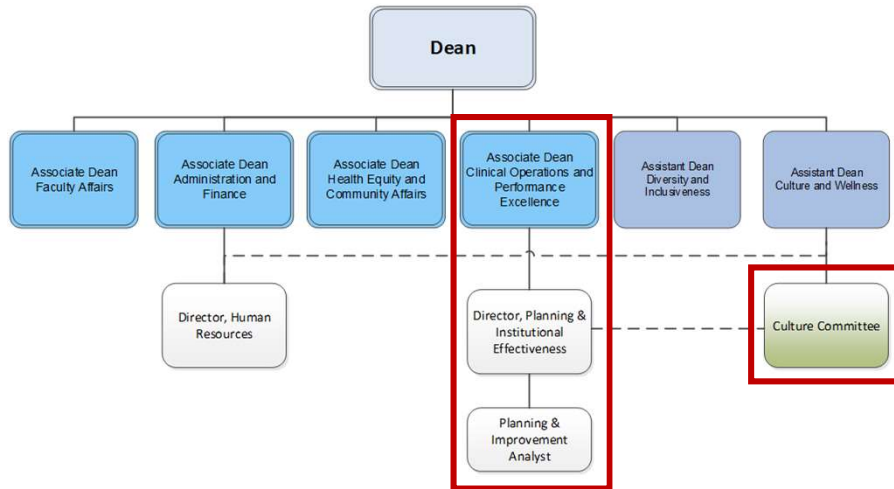 Dean
Associate Dean
Faculty Affairs
Associate Dean
Administration and
Finance
Associate Dean
Health Equity and
Community Affairs
Associate Dean
Clinical Operations and
Performance
Excellence
Assistant Dean
Diversity and
Inclusiveness
Assistant Dean
Culture and Wellness
Director, Human
Resources
Director, Planning &
Institutional
Effectiveness
Culture Committee
Planning &
Improvement
Analyst